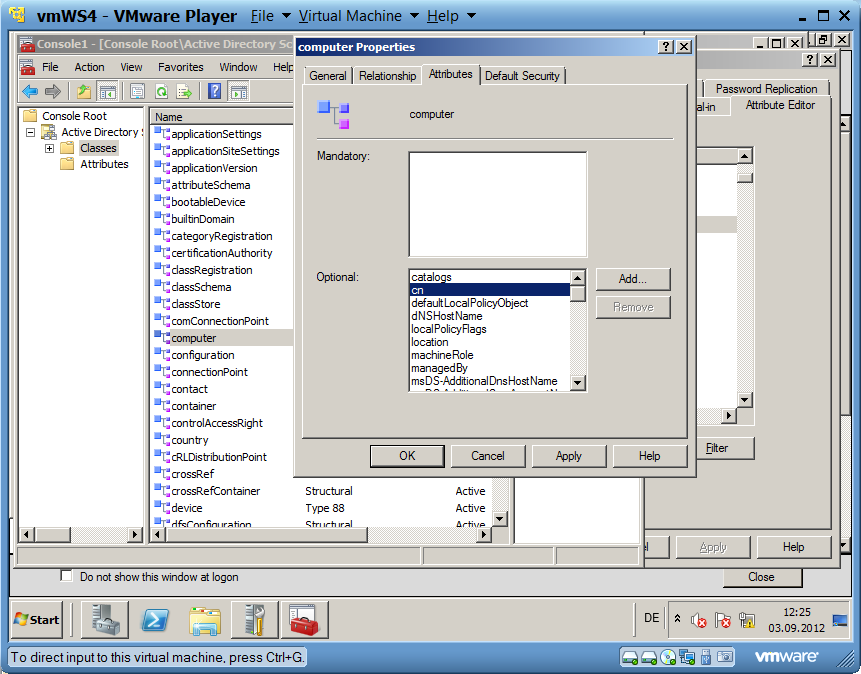 vmWS4 - VMware Player File Virtual Machine Help
Console1 - [Console Root\Active Directory Sc
File Action View Favorites Window Help
Console Root
Active Directory
Classes
Attributes
Name
applicationSettings
applicationSiteSettings
applicationVersion
attributeSchema
bootableDevice
builtinDomain
categoryRegistration
certificationAuthority
classRegistration
classSchema
classStore
comConnectionPoint
computer
configuration
connectionPoint
contact
container
controlAccessRight
country
cRLDistributionPoint
crossRef
crossRefContainer Structural Active
device Type 88 Active
dfsConfiguration Structural Active
computer Properties
General Relationship Attributes Default Security
computer
Mandatory:
Optional:
catalogs
cn
defaultLocalPolicyObject
dNSHostName
localPolicyFlags
location
machineRole
managedBy
msDS-AdditionalDnsHostName
Add...
Remove
OK Cancel Apply Help
Password Replication
al-in Attribute Editor
Filter
el Apply Help
Do not show this window at logon
Close
Start
DE
12:25
03.09.2012
To direct input to this virtual machine, press Ctrl+G.
vmware